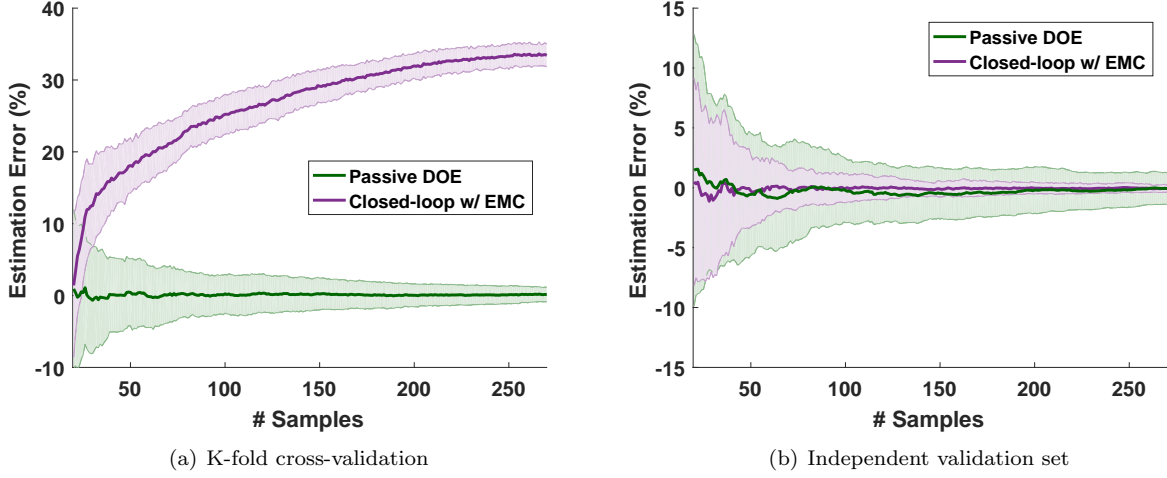 40
30
20
10
0
-10
50
100
150
200
250
Estimation Error (%)
# Samples
Passive DOE
Closed-loop w/ EMC
(a) K-fold cross-validation
15
10
5
0
-5
-10
-15
50
100
150
200
250
Estimation Error (%)
# Samples
Passive DOE
Closed-loop w/ EMC
(b) Independent validation set